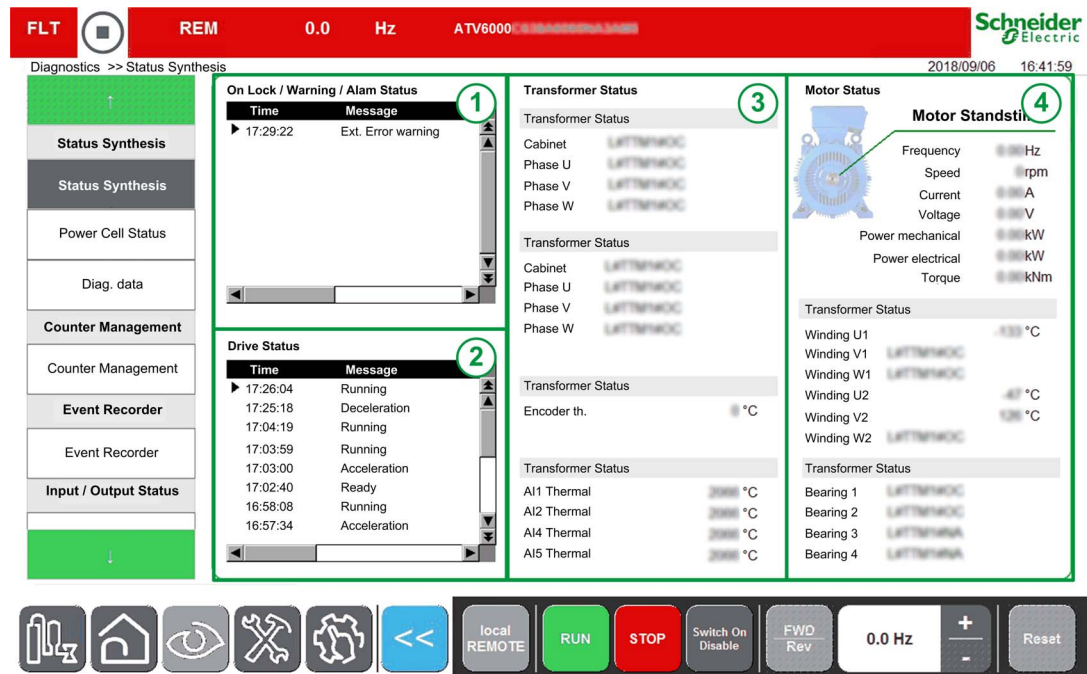 FLT REM 0.0 Hz ATV6000
Schneider Electric
Diagnostics >> Status Synthesis 2018/09/06 16:41:59
↑
Status Synthesis
Status Synthesis
Power Cell Status
Diag. data
Counter Management
Counter Management
Event Recorder
Event Recorder
Input / Output Status
↓
On Lock / Warning / Alam Status
1
Time Message
17:29:22 Ext. Error warning
Drive Status
2
Time Message
17:26:04 Running
17:25:18 Deceleration
17:04:19 Running
17:03:59 Running
17:03:00 Acceleration
17:02:40 Ready
16:58:08 Running
16:57:34 Acceleration
Transformer Status
3
Transformer Status
Cabinet
Phase U
Phase V
Phase W
Transformer Status
Cabinet
Phase U
Phase V
Phase W
Transformer Status
Encoder th. °C
Transformer Status
AI1 Thermal °C
AI2 Thermal °C
AI4 Thermal °C
AI5 Thermal °C
Motor Status
4
Motor
Frequency Hz
Speed rpm
Current A
Voltage V
Power mechanical kW
Power electrical kW
Torque kNm
Transformer Status
Winding U1 °C
Winding V1
Winding W1
Winding U2 °C
Winding V2 °C
Winding W2
Transformer Status
Bearing 1
Bearing 2
Bearing 3
Bearing 4
<<
local
REMOTE
RUN
STOP
Switch On
Disable
FWD
Rev
0.0 Hz
+
-
Reset